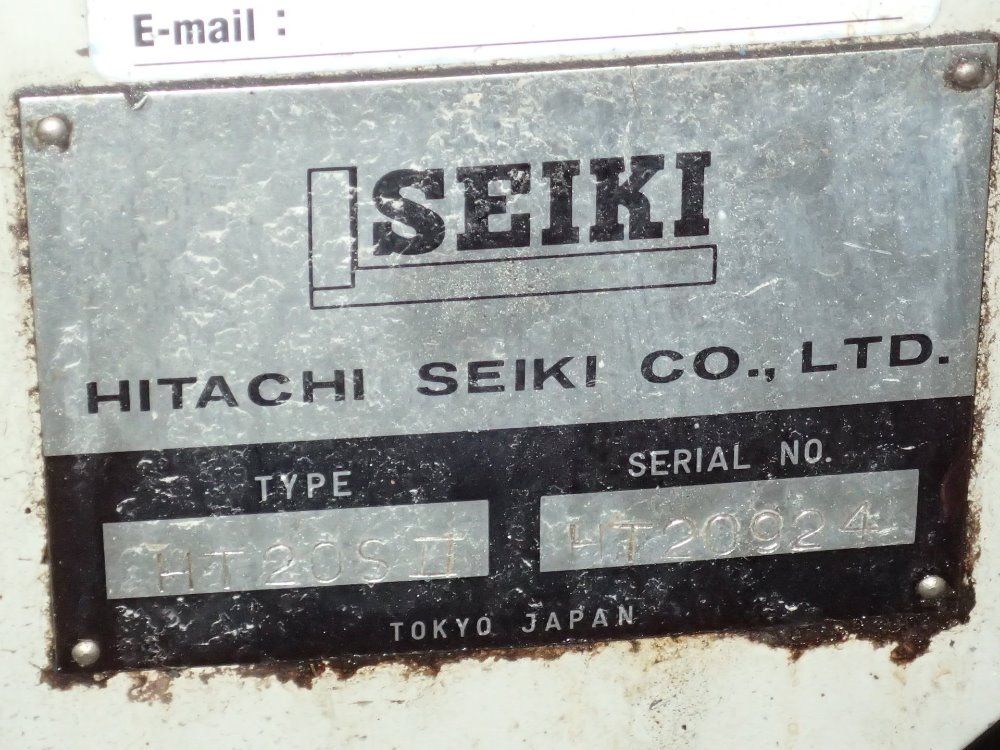 E-mail :
SEIKI
HITACHI SEIKI CO., LTD.
TYPE SERIAL NO.
HT20SII HT20924
TOKYO JAPAN